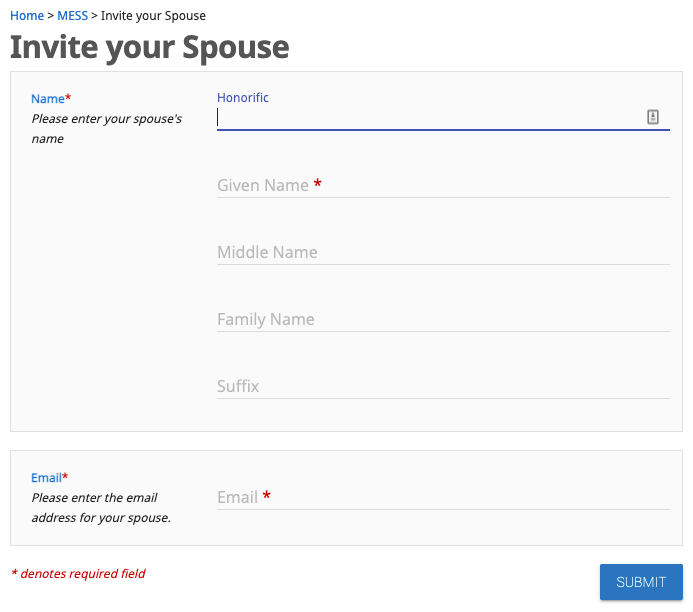 Home > MESS > Invite your Spouse
Invite your Spouse
Name*
Please enter your spouse's
name
Honorific
Given Name *
Middle Name
Family Name
Suffix
Email*
Please enter the email
address for your spouse.
Email *
* denotes required field
SUBMIT